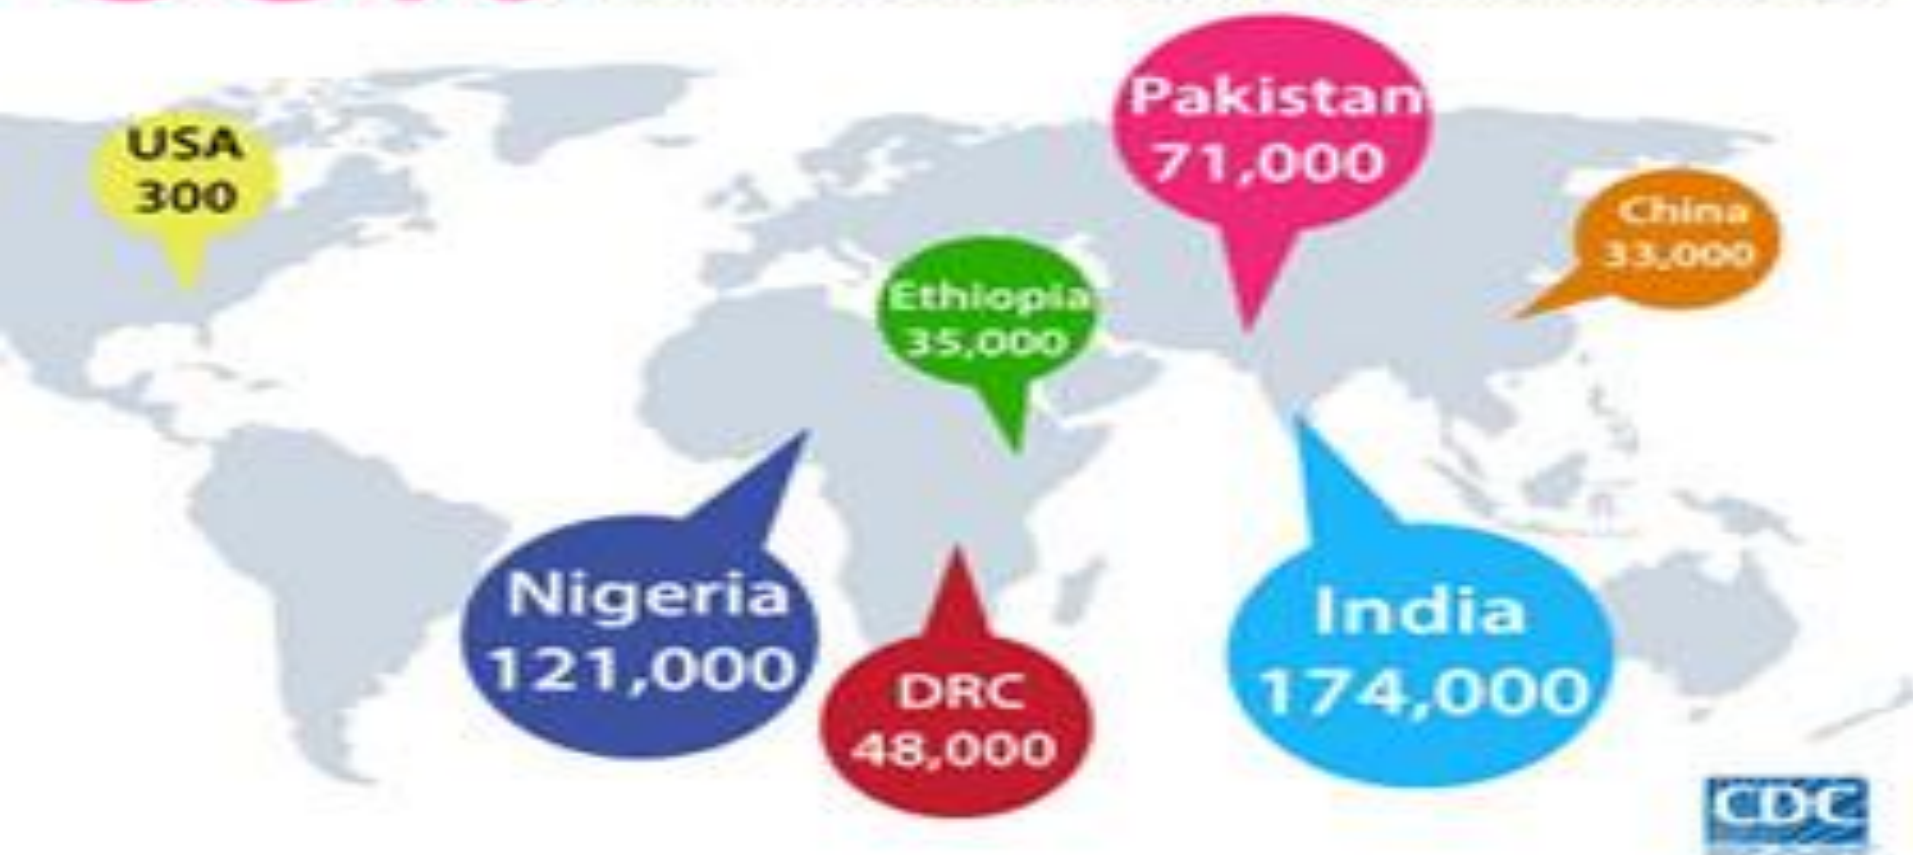 USA
300
Pakistan
71,000
China
33,000
Ethiopia
35,000
Nigeria
121,000
DRC
48,000
India
174,000
CDC